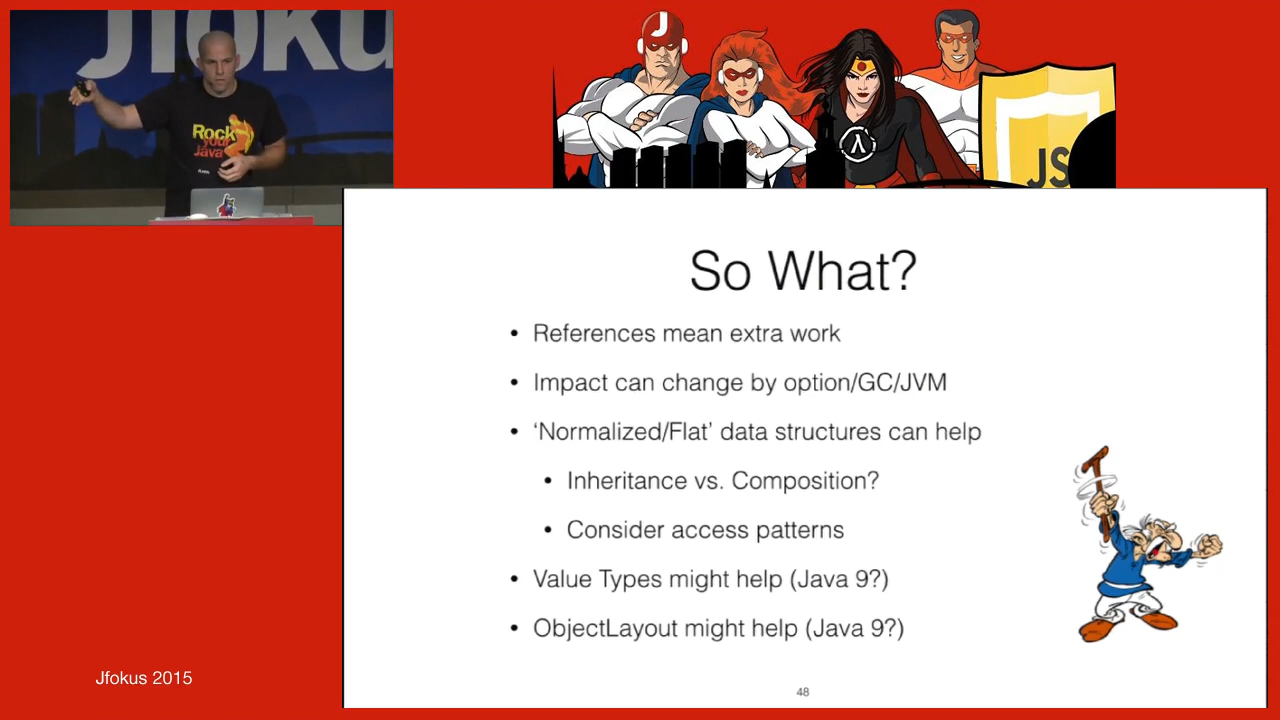 Jfoku
Rock
your
Java
J
λ
JS
So What?
• References mean extra work
• Impact can change by option/GC/JVM
• ‘Normalized/Flat’ data structures can help
• Inheritance vs. Composition?
• Consider access patterns
• Value Types might help (Java 9?)
• ObjectLayout might help (Java 9?)
Jfokus 2015
48